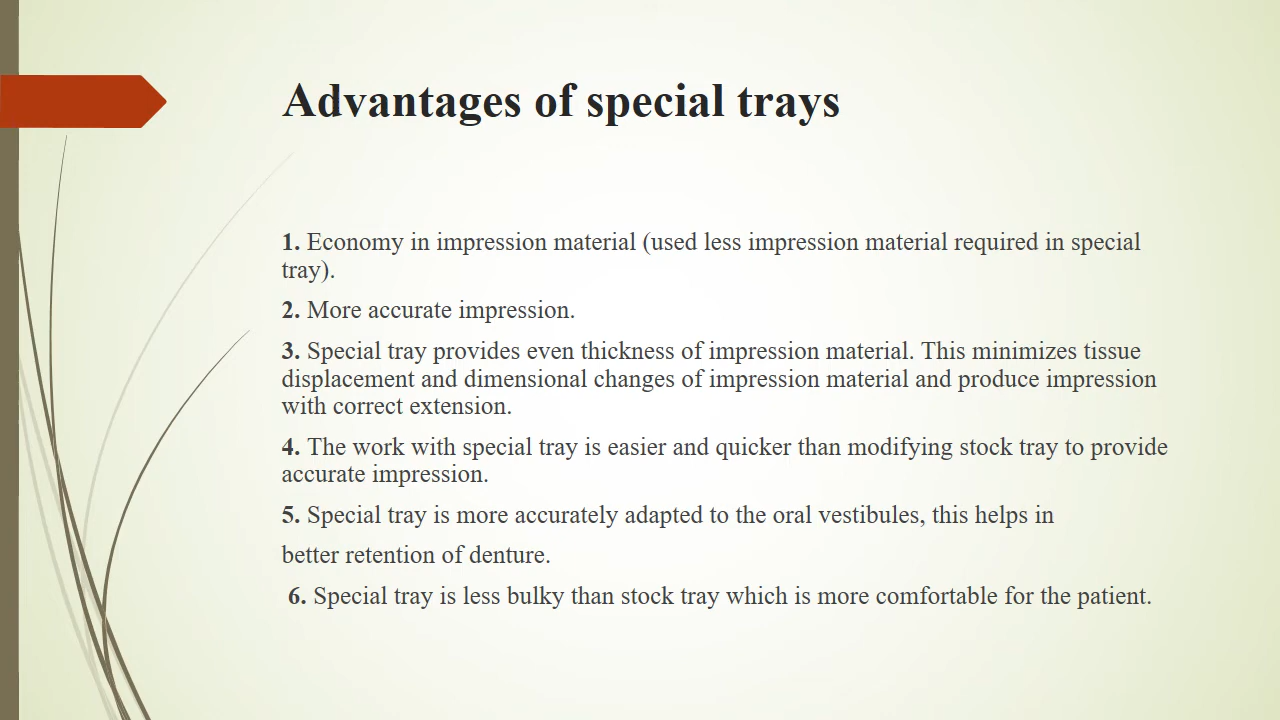 Advantages of special trays
1. Economy in impression material (used less impression material required in special
tray).
2. More accurate impression.
3. Special tray provides even thickness of impression material. This minimizes tissue
displacement and dimensional changes of impression material and produce impression
with correct extension.
4. The work with special tray is easier and quicker than modifying stock tray to provide
accurate impression.
5. Special tray is more accurately adapted to the oral vestibules, this helps in
better retention of denture.
6. Special tray is less bulky than stock tray which is more comfortable for the patient.